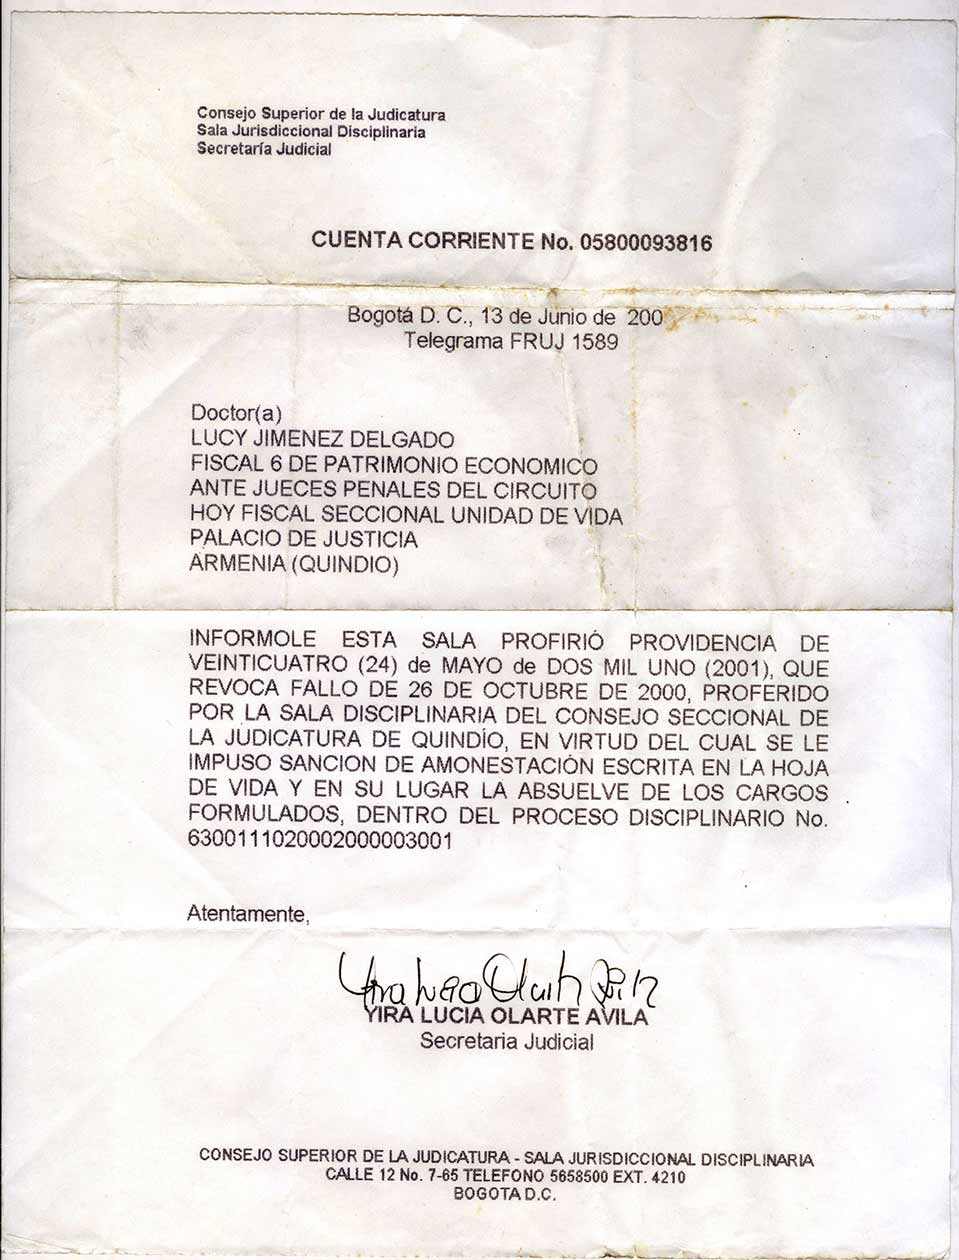 Consejo Superior de la Judicatura
Sala Jurisdiccional Disciplinaria
Secretaría Judicial
CUENTA CORRIENTE No. 05800093816
Bogotá D. C., 13 de Junio de 200
Telegrama FRUJ 1589
Doctor(a)
LUCY JIMENEZ DELGADO
FISCAL 6 DE PATRIMONIO ECONOMICO
ANTE JUECES PENALES DEL CIRCUITO
HOY FISCAL SECCIONAL UNIDAD DE VIDA
PALACIO DE JUSTICIA
ARMENIA (QUINDIO)
INFORMOLE ESTA SALA PROFIRIÓ PROVIDENCIA DE
VEINTICUATRO (24) de MAYO de DOS MIL UNO (2001), QUE
REVOCA FALLO DE 26 DE OCTUBRE DE 2000, PROFERIDO
POR LA SALA DISCIPLINARIA DEL CONSEJO SECCIONAL DE
LA JUDICATURA DE QUINDÍO, EN VIRTUD DEL CUAL SE LE
IMPUSO SANCION DE AMONESTACIÓN ESCRITA EN LA HOJA
DE VIDA Y EN SU LUGAR LA ABSUELVE DE LOS CARGOS
FORMULADOS, DENTRO DEL PROCESO DISCIPLINARIO No.
6300111020002000003001
Atentamente,
YIRA LUCIA OLARTE AVILA
Secretaria Judicial
CONSEJO SUPERIOR DE LA JUDICATURA - SALA JURISDICCIONAL DISCIPLINARIA
CALLE 12 No. 7-65 TELEFONO 5658500 EXT. 4210
BOGOTA D.C.